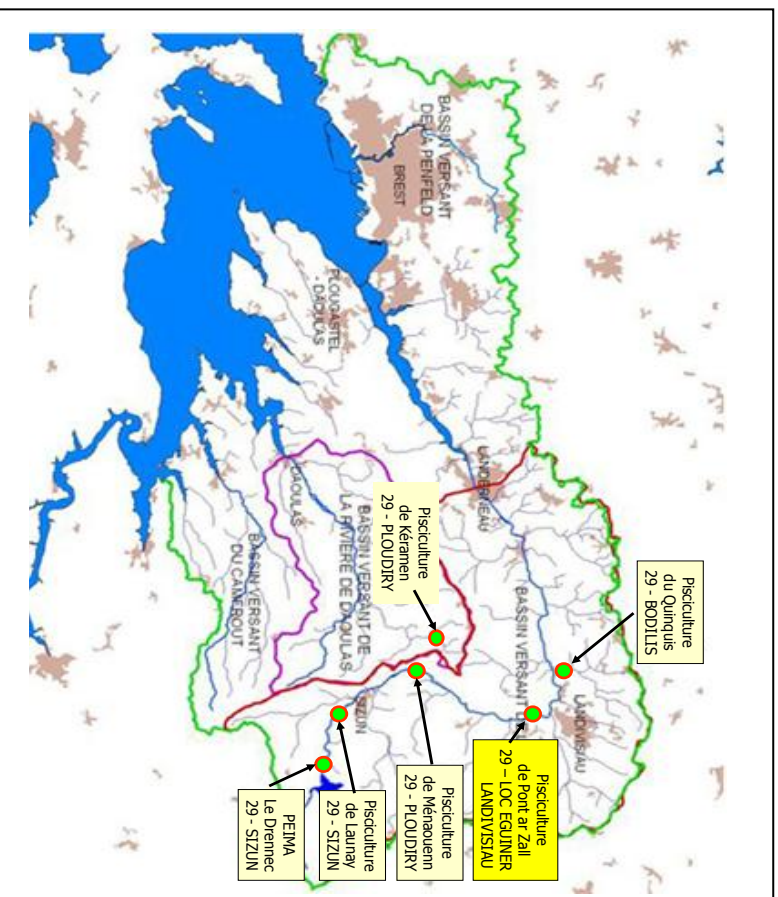 BASSIN VERSANT
DE LA PENFELD
BREST
PLOUGASTEL
- DAOULAS
LANDERNEAU
DAOULAS
BASSIN VERSANT DE
LA RIVIERE DE DAOULAS
BASSIN VERSANT
DU CAMFROUT
BASSIN VERSANT DE
LANDIVISIAU
SIZUN
Pisciculture
du Quinquis
29 - BODILIS
Pisciculture
de Pont ar Zall
29 – LOC EGUINER
LANDIVISIAU
Pisciculture
de Kéramen
29 - PLOUDIRY
Pisciculture
de Ménaouenn
29 - PLOUDIRY
Pisciculture
de Launay
29 - SIZUN
PEIMA
Le Drennec
29 - SIZUN